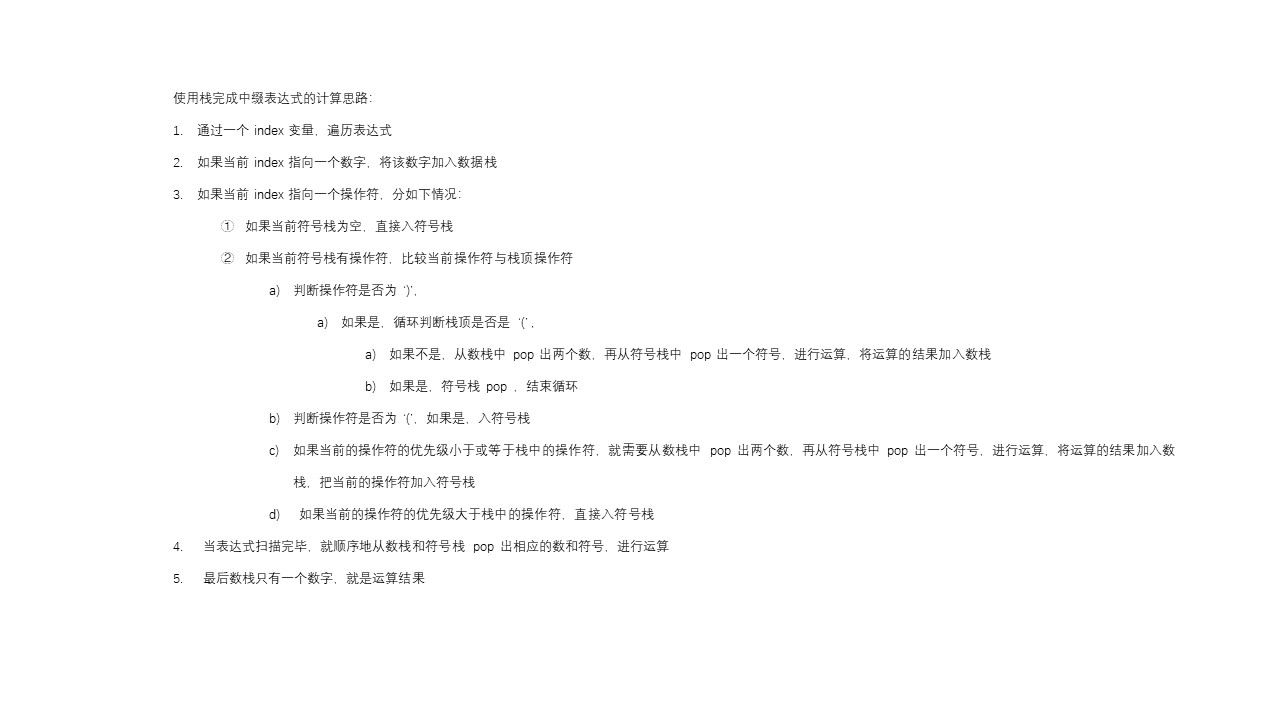 使用栈完成中缀表达式的计算思路：
1. 通过一个 index 变量，遍历表达式
2. 如果当前 index 指向一个数字，将该数字加入数据栈
3. 如果当前 index 指向一个操作符，分如下情况：
① 如果当前符号栈为空，直接入符号栈
② 如果当前符号栈有操作符，比较当前操作符与栈顶操作符
a) 判断操作符是否为 ‘)’，
a) 如果是，循环判断栈顶是否是 ‘(’，
a) 如果不是，从数栈中 pop 出两个数，再从符号栈中 pop 出一个符号，进行运算，将运算的结果加入数栈
b) 如果是，符号栈 pop ，结束循环
b) 判断操作符是否为 ‘(’，如果是，入符号栈
c) 如果当前的操作符的优先级小于或等于栈中的操作符，就需要从数栈中 pop 出两个数，再从符号栈中 pop 出一个符号，进行运算，将运算的结果加入数
栈，把当前的操作符加入符号栈
d) 如果当前的操作符的优先级大于栈中的操作符，直接入符号栈
4. 当表达式扫描完毕，就顺序地从数栈和符号栈 pop 出相应的数和符号，进行运算
5. 最后数栈只有一个数字，就是运算结果